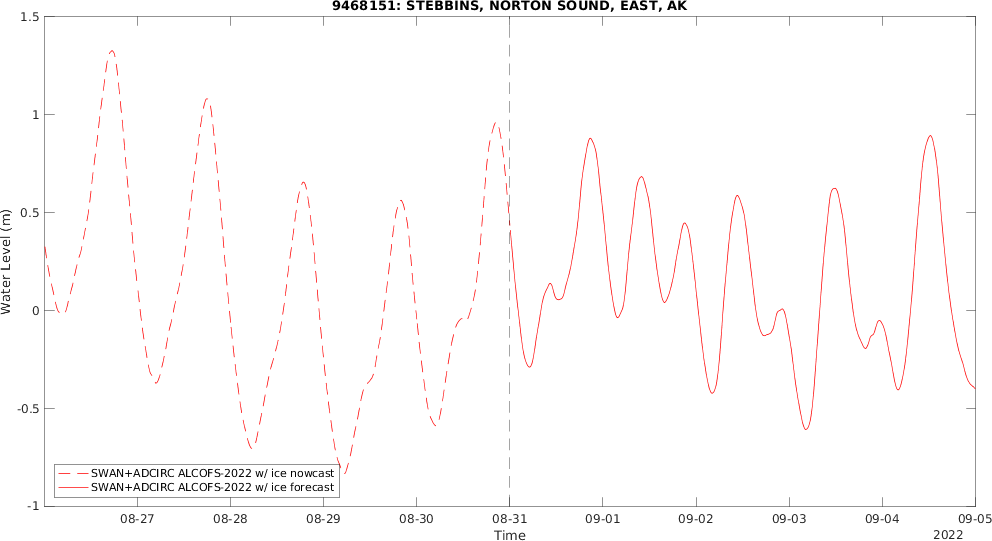 9468151: STEBBINS, NORTON SOUND, EAST, AK
1.5
1
0.5
0
-0.5
-1
Water Level (m)
SWAN+ADCIRC ALCOFS-2022 w/ ice nowcast
SWAN+ADCIRC ALCOFS-2022 w/ ice forecast
08-27 08-28 08-29 08-30 08-31 09-01 09-02 09-03 09-04 09-05
Time
2022